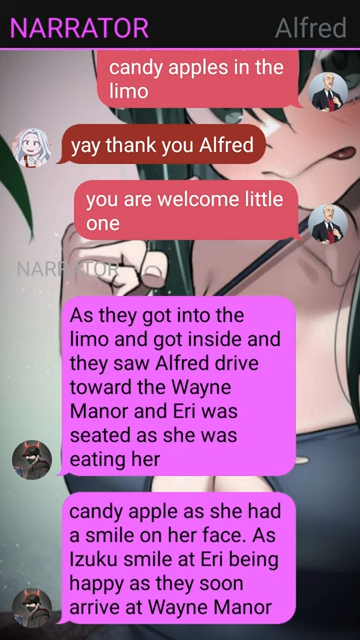 NARRATOR
Alfred
candy apples in the
limo
yay thank you Alfred
you are welcome little
one
NARRATOR
As they got into the
limo and got inside and
they saw Alfred drive
toward the Wayne
Manor and Eri was
seated as she was
eating her
candy apple as she had
a smile on her face. As
Izuku smile at Eri being
happy as they soon
arrive at Wayne Manor